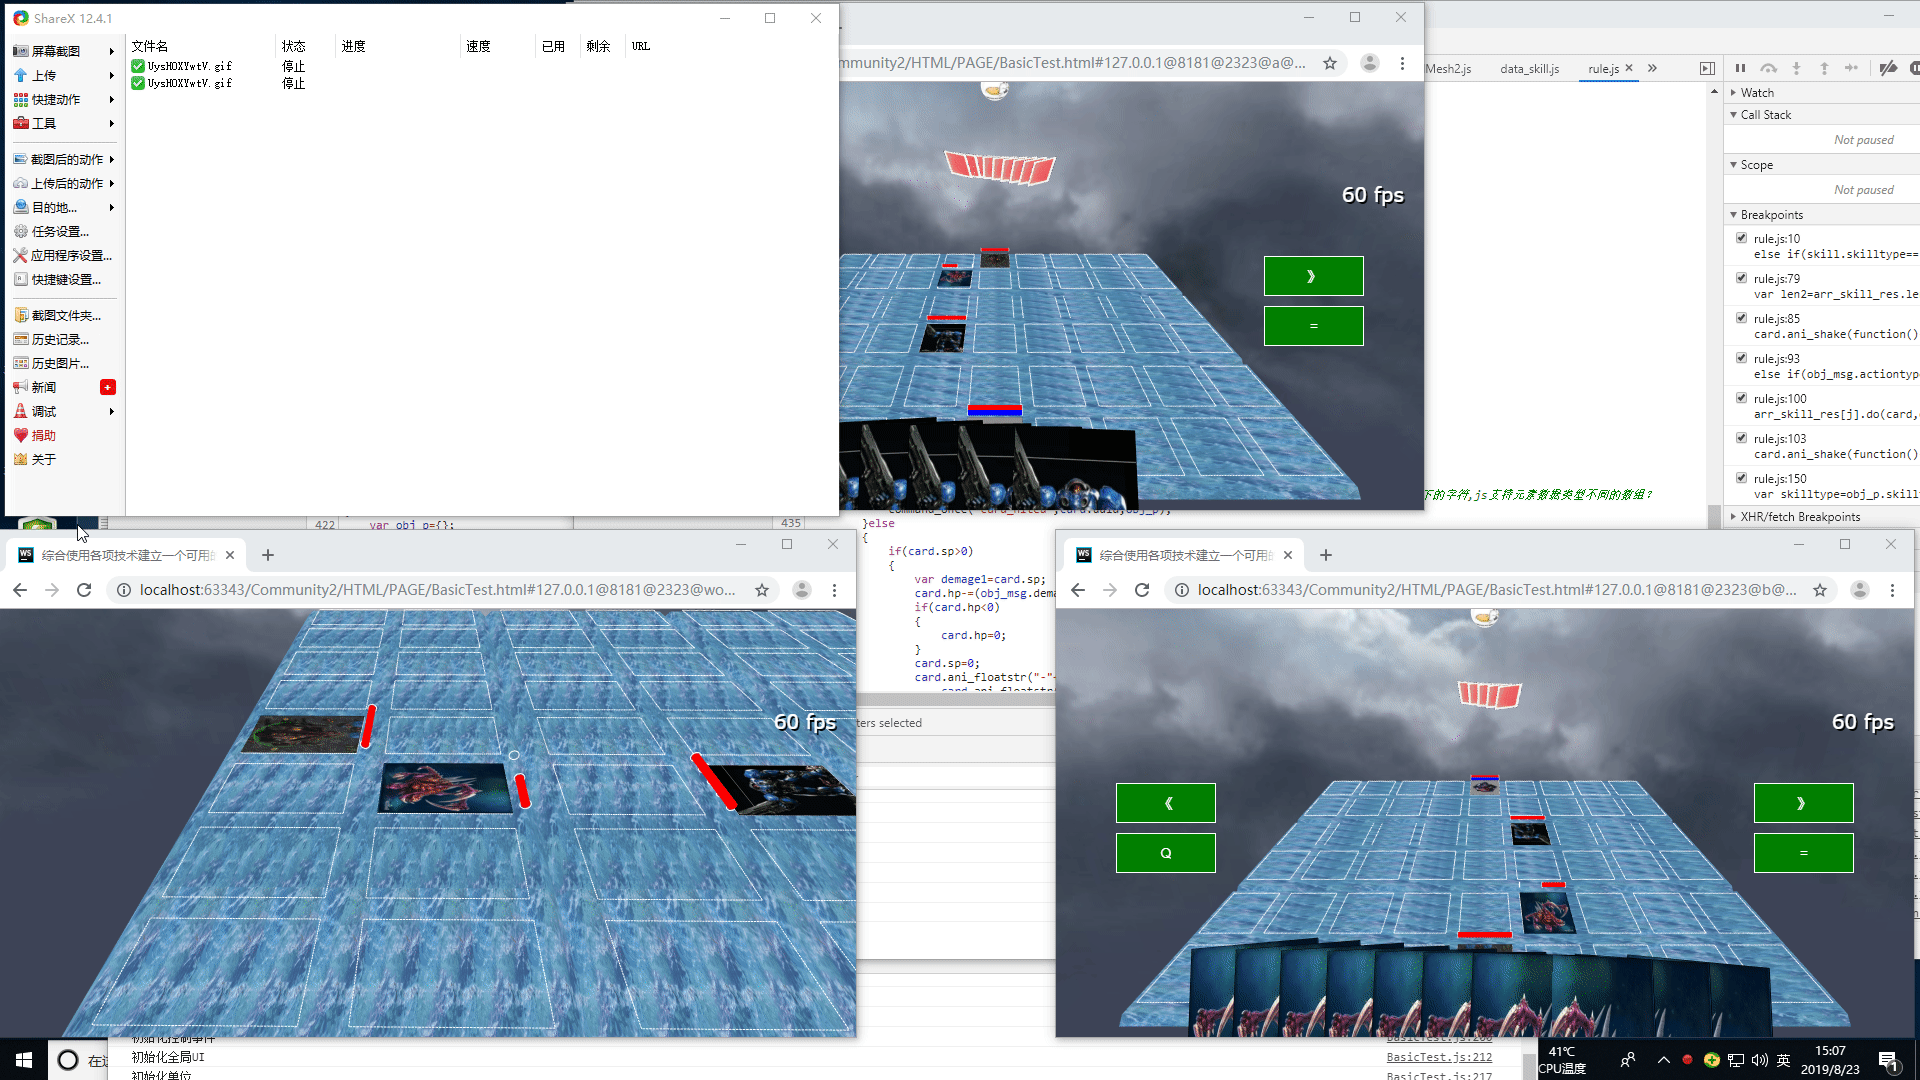 ShareX 12.4.1
屏幕截图
上传
快捷动作
工具
截图后的动作
上传后的动作
目的地...
任务设置...
应用程序设置...
快捷键设置...
截图文件夹...
历史记录...
历史图片...
新闻
调试
捐助
关于
文件名 状态 进度 速度 已用 剩余 URL
UysHOXYwtV.gif 停止
UysHOXYwtV.gif 停止
mmunity2/HTML/PAGE/BasicTest.html#127.0.0.1@8181@2323@a@...
60 fps
》
=
Mesh2.js data_skill.js rule.js × »
Watch
Call Stack
Not paused
Scope
Not paused
Breakpoints
rule.js:10
else if(skill.skilltype==
rule.js:79
var len2=arr_skill_res.le
rule.js:85
card.ani_shake(function()
rule.js:93
else if(obj_msg.actiontyp
rule.js:100
arr_skill_res[j].do(card,
rule.js:103
card.ani_shake(function()
rule.js:150
var skilltype=obj_p.skill
XHR/fetch Breakpoints
下的字符,js支持元素数据类型不同的数组?
422 var obj_p={};
435 }else
{
if(card.sp>0)
{
var demage1=card.sp;
card.hp-=(obj_msg.dema
if(card.hp<0)
{
card.hp=0;
}
card.sp=0;
card.ani_floatstr("-"
ters selected
WS 综合使用各项技术建立一个可用的 × +
localhost:63343/Community2/HTML/PAGE/BasicTest.html#127.0.0.1@8181@2323@wo...
60 fps
WS 综合使用各项技术建立一个可用的 × +
localhost:63343/Community2/HTML/PAGE/BasicTest.html#127.0.0.1@8181@2323@b@...
60 fps
《
Q
》
=
初始化控制事件 BasicTest.js:208
初始化全局UI BasicTest.js:212
初始化单位 BasicTest.js:217
在这
41℃
CPU温度
英
15:07
2019/8/23
1